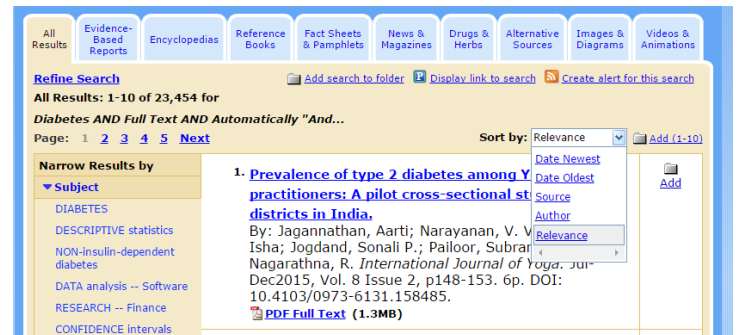 All Results
Evidence-Based Reports
Encyclopedias
Reference Books
Fact Sheets & Pamphlets
News & Magazines
Drugs & Herbs
Alternative Sources
Images & Diagrams
Videos & Animations
Refine Search
Add search to folder
Display link to search
Create alert for this search
All Results: 1-10 of 23,454 for
Diabetes AND Full Text AND Automatically "And...
Page: 1 2 3 4 5 Next
Sort by: Relevance
Add (1-10)
Date Newest
Date Oldest
Source
Author
Relevance
Narrow Results by
Subject
DIABETES
DESCRIPTIVE statistics
NON-insulin-dependent
diabetes
DATA analysis -- Software
RESEARCH -- Finance
CONFIDENCE intervals
1. Prevalence of type 2 diabetes among Y
practitioners: A pilot cross-sectional st
districts in India.
By: Jagannathan, Aarti; Narayanan, V. V
Isha; Jogdand, Sonali P.; Pailoor, Subra
Nagarathna, R. International Journal of Yoga. Jul-
Dec2015, Vol. 8 Issue 2, p148-153. 6p. DOI:
10.4103/0973-6131.158485.
PDF Full Text (1.3MB)
Add